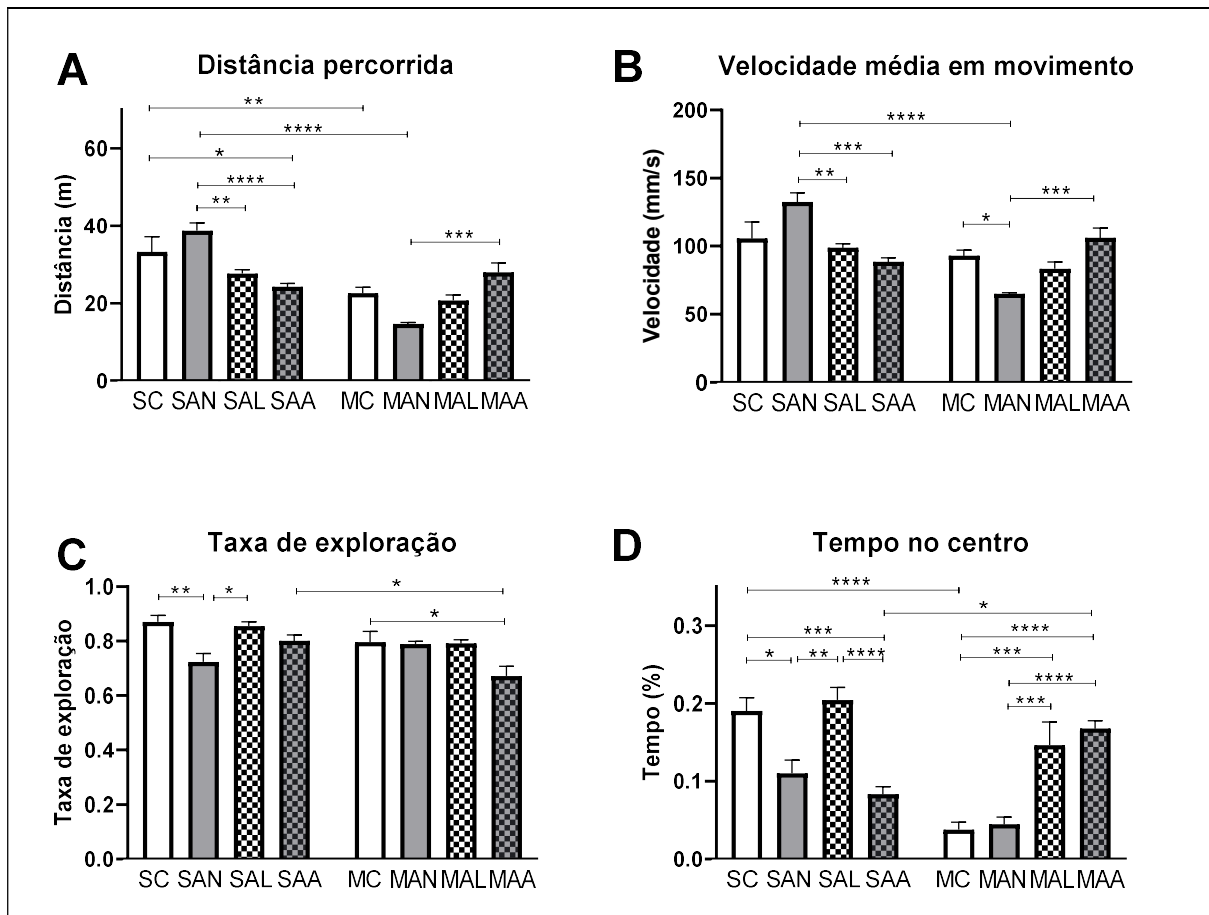 A
Distância percorrida
**
****
*
****
**
***
Distância (m)
60
40
20
0
SC SAN SAL SAA MC MAN MAL MAA
B
Velocidade média em movimento
****
***
**
***
*
Velocidade (mm/s)
200
150
100
50
0
SC SAN SAL SAA MC MAN MAL MAA
C
Taxa de exploração
**
*
*
*
Taxa de exploração
1.0
0.8
0.6
0.4
0.2
0.0
SC SAN SAL SAA MC MAN MAL MAA
D
Tempo no centro
****
*
***
****
*
**
****
***
****
***
Tempo (%)
0.3
0.2
0.1
0.0
SC SAN SAL SAA MC MAN MAL MAA